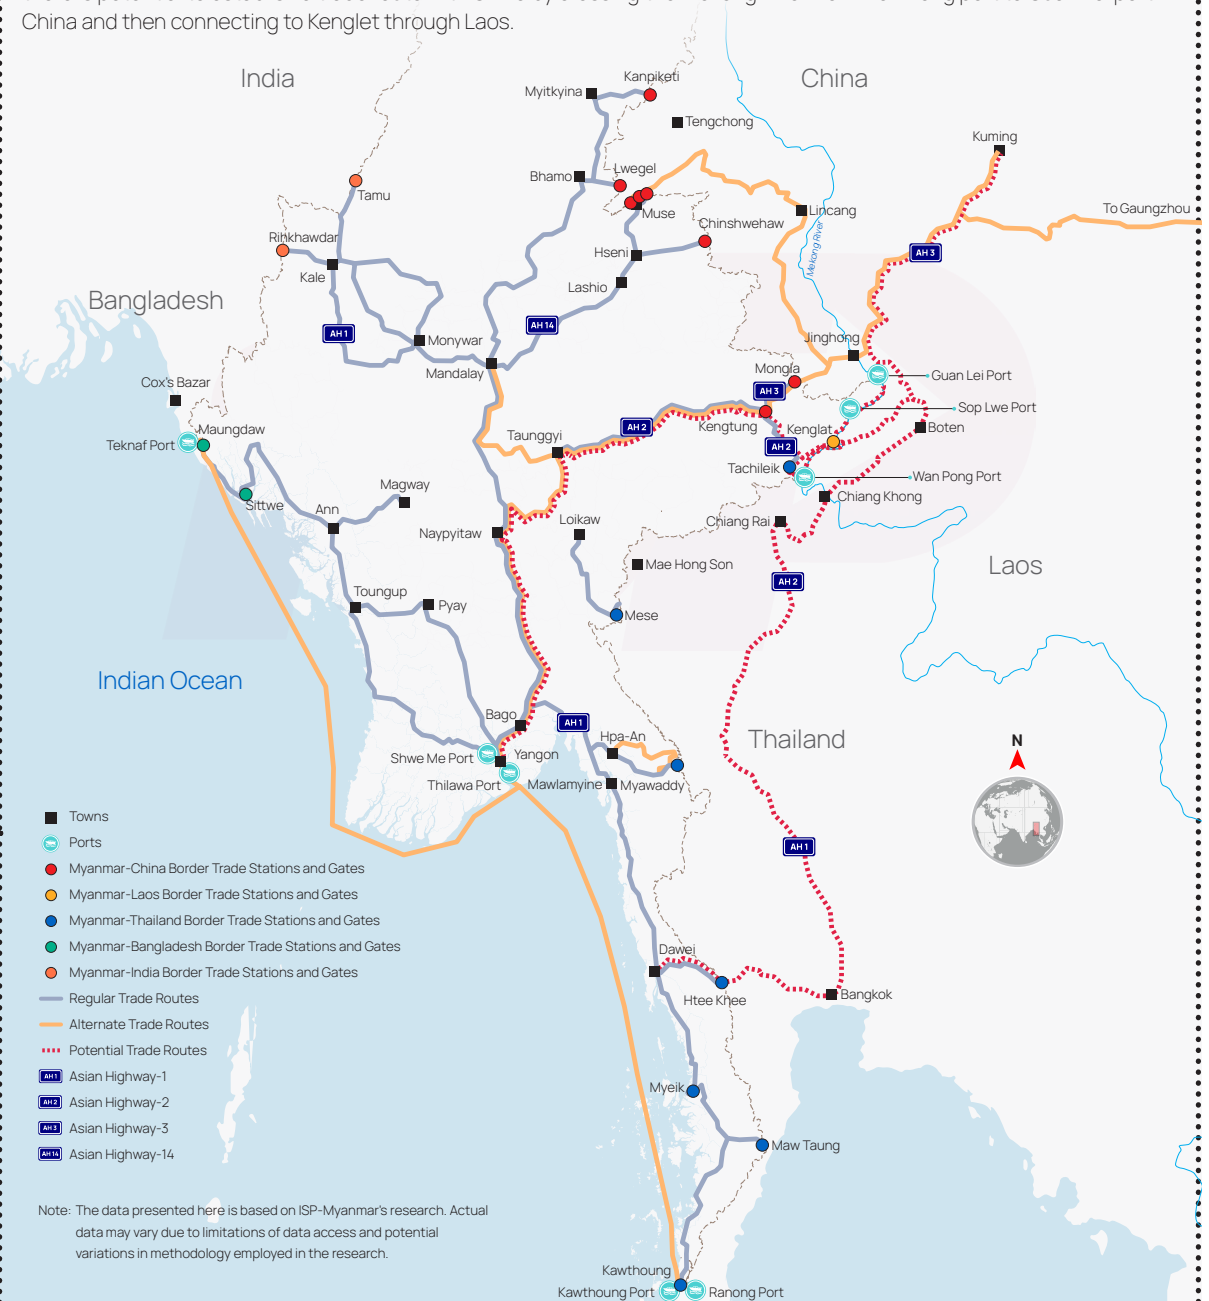 China and then connecting to Kenglet through Laos.
India
China
Kanpiketi
Myitkyina
Tengchong
Kuming
Lwegel
Bhamo
Tamu
Muse
Lincang
To Gaungzhou
Chinshwehaw
Rihkhawdar
Mekong River
Hseni
AH 3
Kale
Lashio
Bangladesh
AH 1
AH 14
Monywar
Jinghong
Mandalay
Mongla
Guan Lei Port
Cox's Bazar
AH 3
Sop Lwe Port
Maungdaw
AH 2
Kengtung
Kenglat
Boten
Teknaf Port
Taunggyi
AH 2
Tachileik
Wan Pong Port
Magway
Chiang Khong
Sittwe
Ann
Loikaw
Chiang Rai
Naypyitaw
Mae Hong Son
Laos
AH 2
Toungup
Pyay
Mese
Indian Ocean
Bago
AH 1
Hpa-An
Thailand
N
Shwe Me Port
Yangon
Thilawa Port
Mawlamyine
Myawaddy
Towns
Ports
AH 1
Myanmar-China Border Trade Stations and Gates
Myanmar-Laos Border Trade Stations and Gates
Myanmar-Thailand Border Trade Stations and Gates
Myanmar-Bangladesh Border Trade Stations and Gates
Myanmar-India Border Trade Stations and Gates
Dawei
Regular Trade Routes
Htee Khee
Bangkok
Alternate Trade Routes
Potential Trade Routes
AH 1 Asian Highway-1
AH 2 Asian Highway-2
AH 3 Asian Highway-3
AH 14 Asian Highway-14
Myeik
Maw Taung
Note: The data presented here is based on ISP-Myanmar's research. Actual
data may vary due to limitations of data access and potential
variations in methodology employed in the research.
Kawthoung
Kawthoung Port
Ranong Port